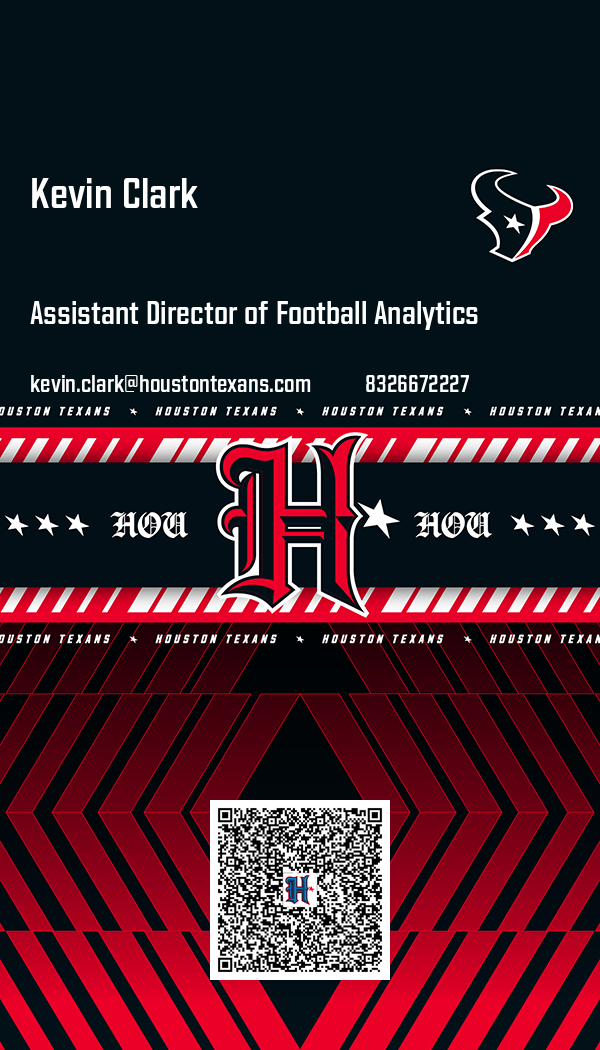 Kevin Clark
Assistant Director of Football Analytics
kevin.clark@houstontexans.com 8326672227
HOUSTON TEXANS HOUSTON TEXANS HOUSTON TEXANS HOUSTON TEXANS
HOU H HOU
HOUSTON TEXANS HOUSTON TEXANS HOUSTON TEXANS HOUSTON TEXANS
H